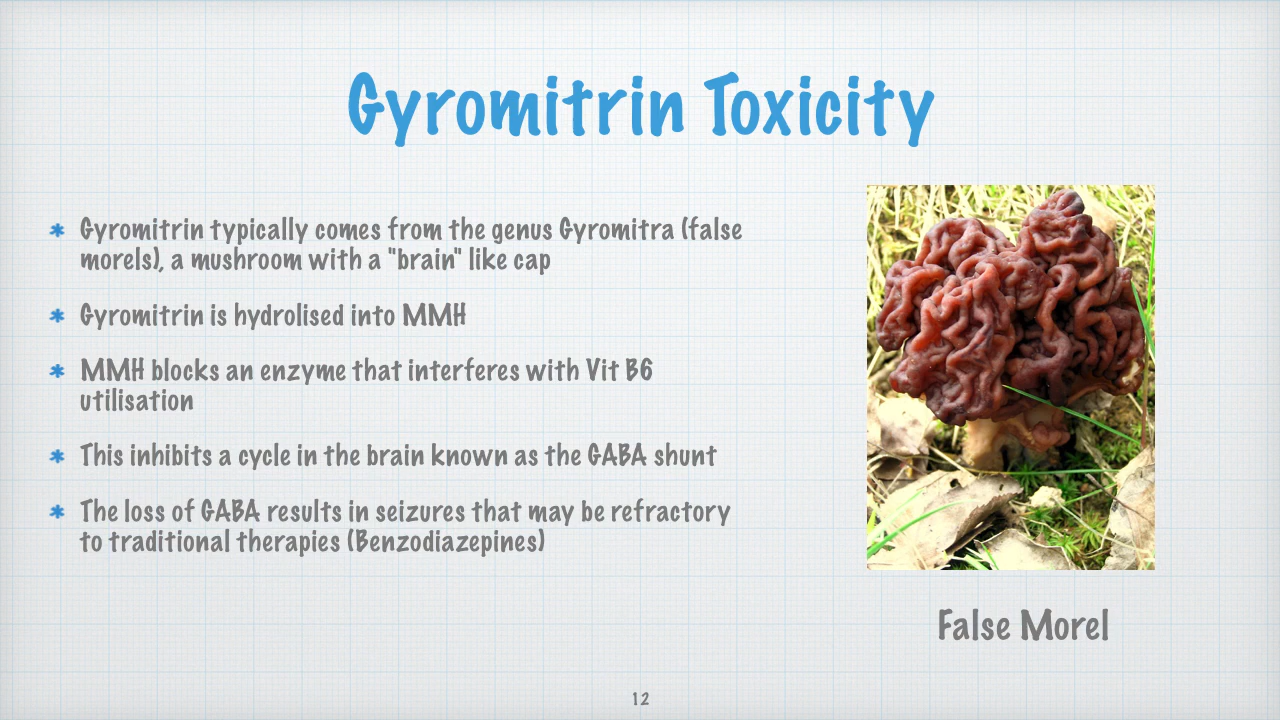 Gyromitrin Toxicity
Gyromitrin typically comes from the genus Gyromitra (false
morels), a mushroom with a "brain" like cap
Gyromitrin is hydrolised into MMH
MMH blocks an enzyme that interferes with Vit B6
utilisation
This inhibits a cycle in the brain known as the GABA shunt
The loss of GABA results in seizures that may be refractory
to traditional therapies (Benzodiazepines)
False Morel
12